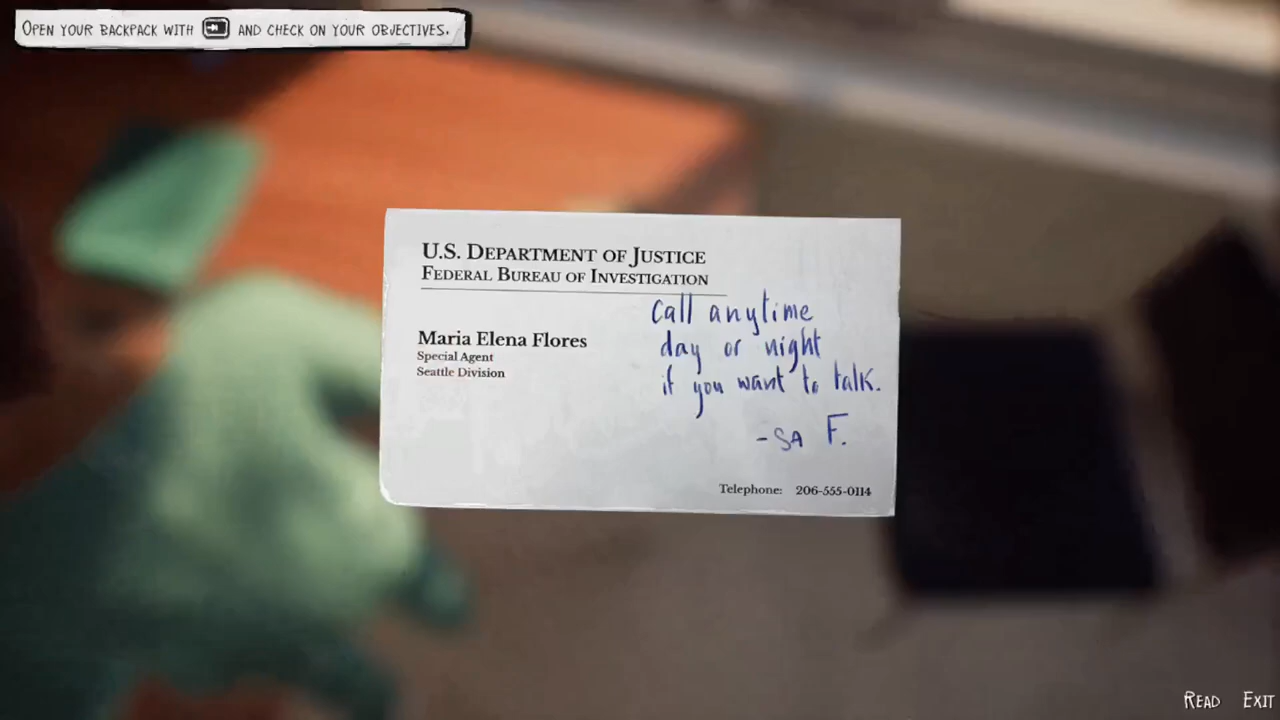 OPEN YOUR BACKPACK WITH AND CHECK ON YOUR OBJECTIVES.
U.S. DEPARTMENT OF JUSTICE
FEDERAL BUREAU OF INVESTIGATION
Maria Elena Flores
Special Agent
Seattle Division
Call anytime
day or night
if you want to talk.
-SA F.
Telephone: 206-555-0114
READ EXIT